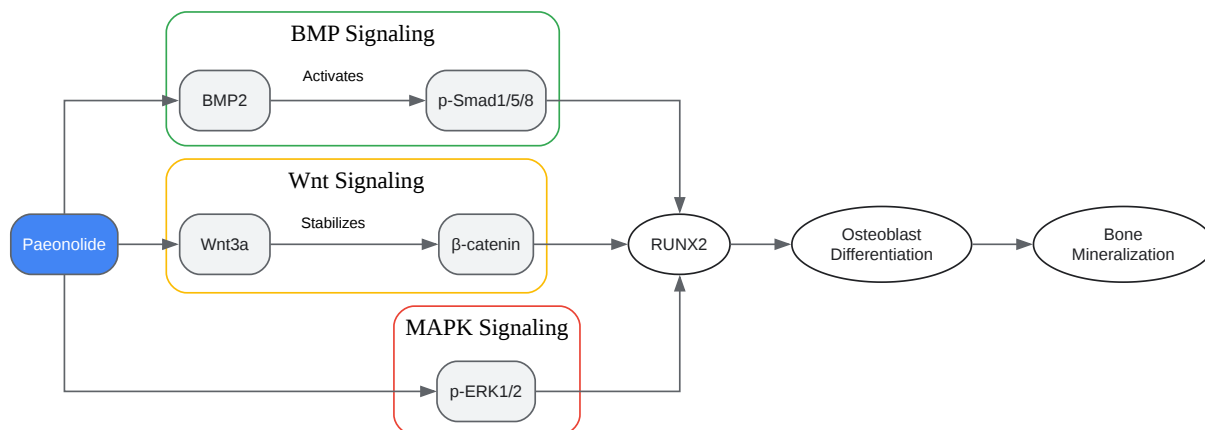 BMP Signaling
Activates
BMP2
p-Smad1/5/8
Wnt Signaling
Stabilizes
Paeonolide
Wnt3a
β-catenin
RUNX2
Osteoblast
Differentiation
Bone
Mineralization
MAPK Signaling
p-ERK1/2